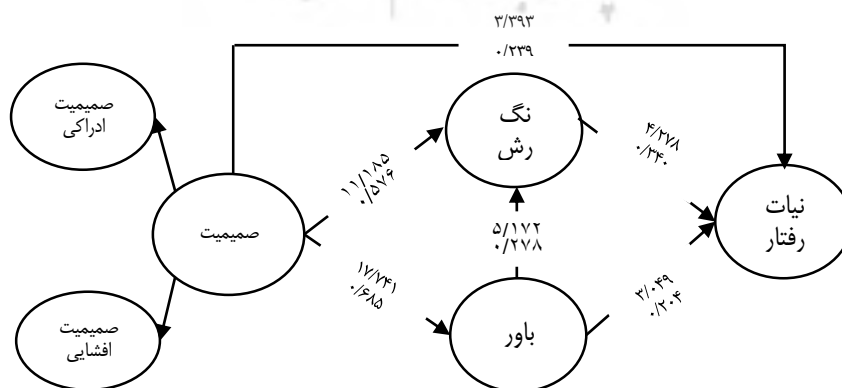 ۳/۳۹۳
۰/۲۳۹
صمیمیت
ادراکی
نگ
رش
۴/۲۷۸
۰/۳۴۰
۱۱/۱۸۵
۰/۵۷۶
نیات
رفتار
صمیمیت
۵/۱۷۲
۰/۲۷۸
۱۷/۷۴۱
۰/۶۸۵
۳/۰۴۹
۰/۲۰۴
صمیمیت
افشایی
باور